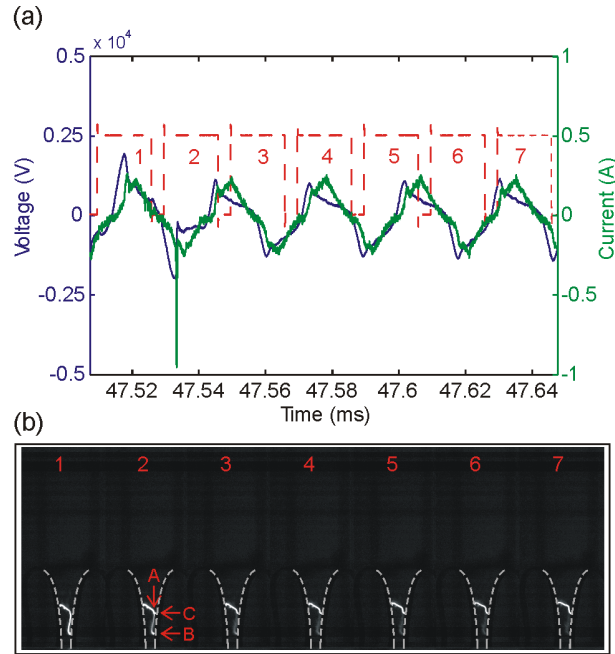 (a)
x 10⁴
0.5
0.25
0
-0.25
-0.5
Voltage (V)
1 2 3 4 5 6 7
1
0.5
0
-0.5
-1
Current (A)
47.52 47.54 47.56 47.58 47.6 47.62 47.64
Time (ms)
(b)
1 2 3 4 5 6 7
A
C
B